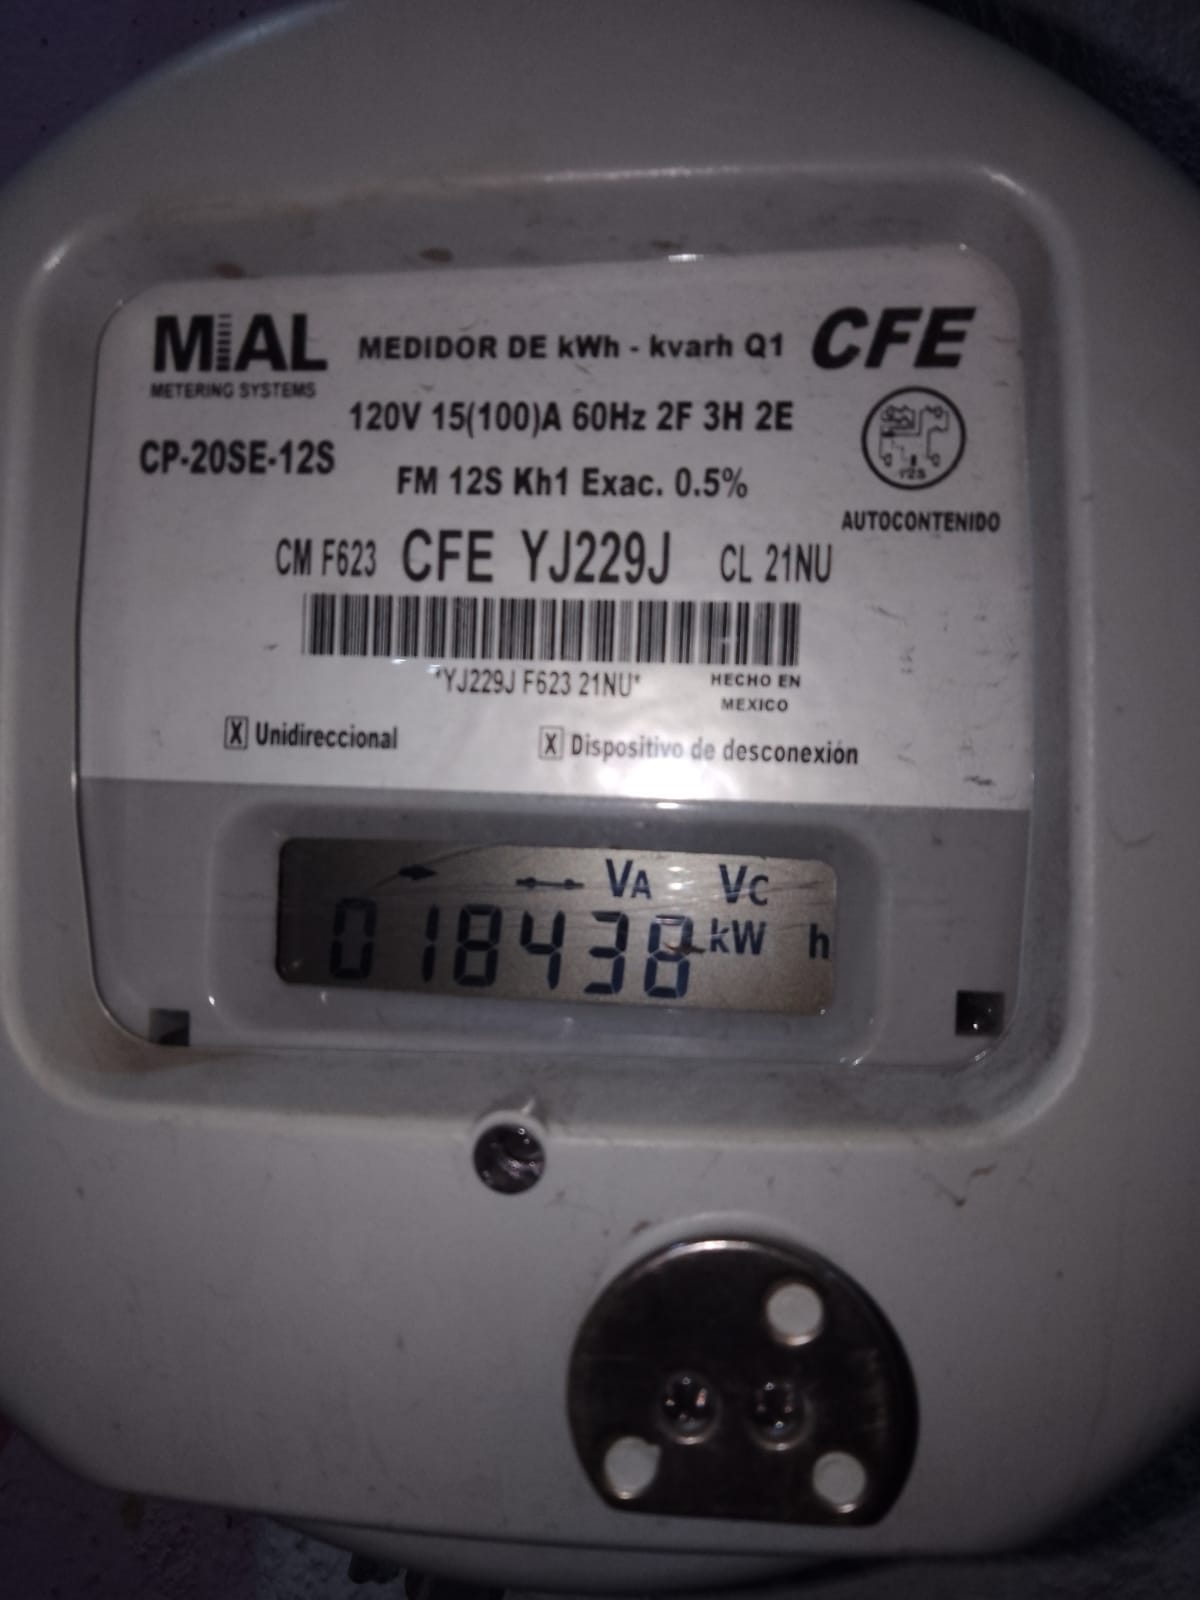 MIAL MEDIDOR DE kWh - kvarh Q1 CFE
METERING SYSTEMS
120V 15(100)A 60Hz 2F 3H 2E
CP-20SE-12S
FM 12S Kh1 Exac. 0.5%
12S
AUTOCONTENIDO
CM F623 CFE YJ229J CL 21NU
*YJ229J F623 21NU*
HECHO EN
MEXICO
X Unidireccional X Dispositivo de desconexión
VA VC
018438 kW h